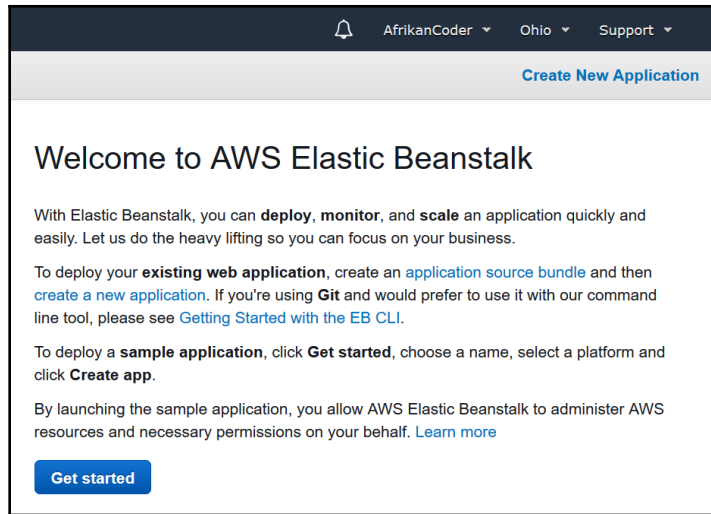 AfrikanCoder Ohio Support
Create New Application
Welcome to AWS Elastic Beanstalk
With Elastic Beanstalk, you can deploy, monitor, and scale an application quickly and
easily. Let us do the heavy lifting so you can focus on your business.
To deploy your existing web application, create an application source bundle and then
create a new application. If you're using Git and would prefer to use it with our command
line tool, please see Getting Started with the EB CLI.
To deploy a sample application, click Get started, choose a name, select a platform and
click Create app.
By launching the sample application, you allow AWS Elastic Beanstalk to administer AWS
resources and necessary permissions on your behalf. Learn more
Get started